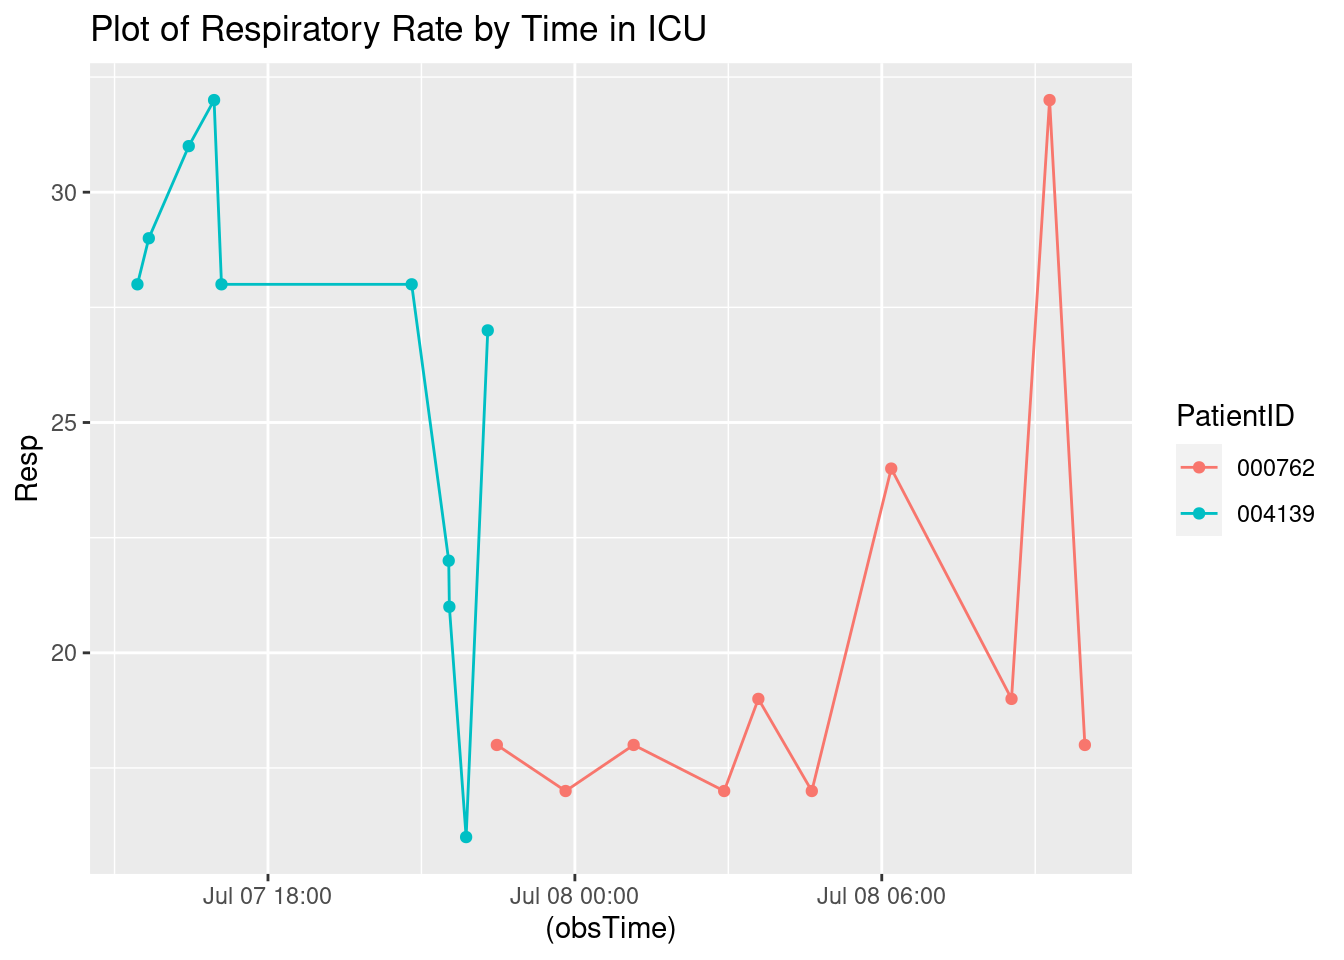 Plot of Respiratory Rate by Time in ICU
Resp
30
25
20
Jul 07 18:00
Jul 08 00:00
Jul 08 06:00
(obsTime)
PatientID
000762
004139